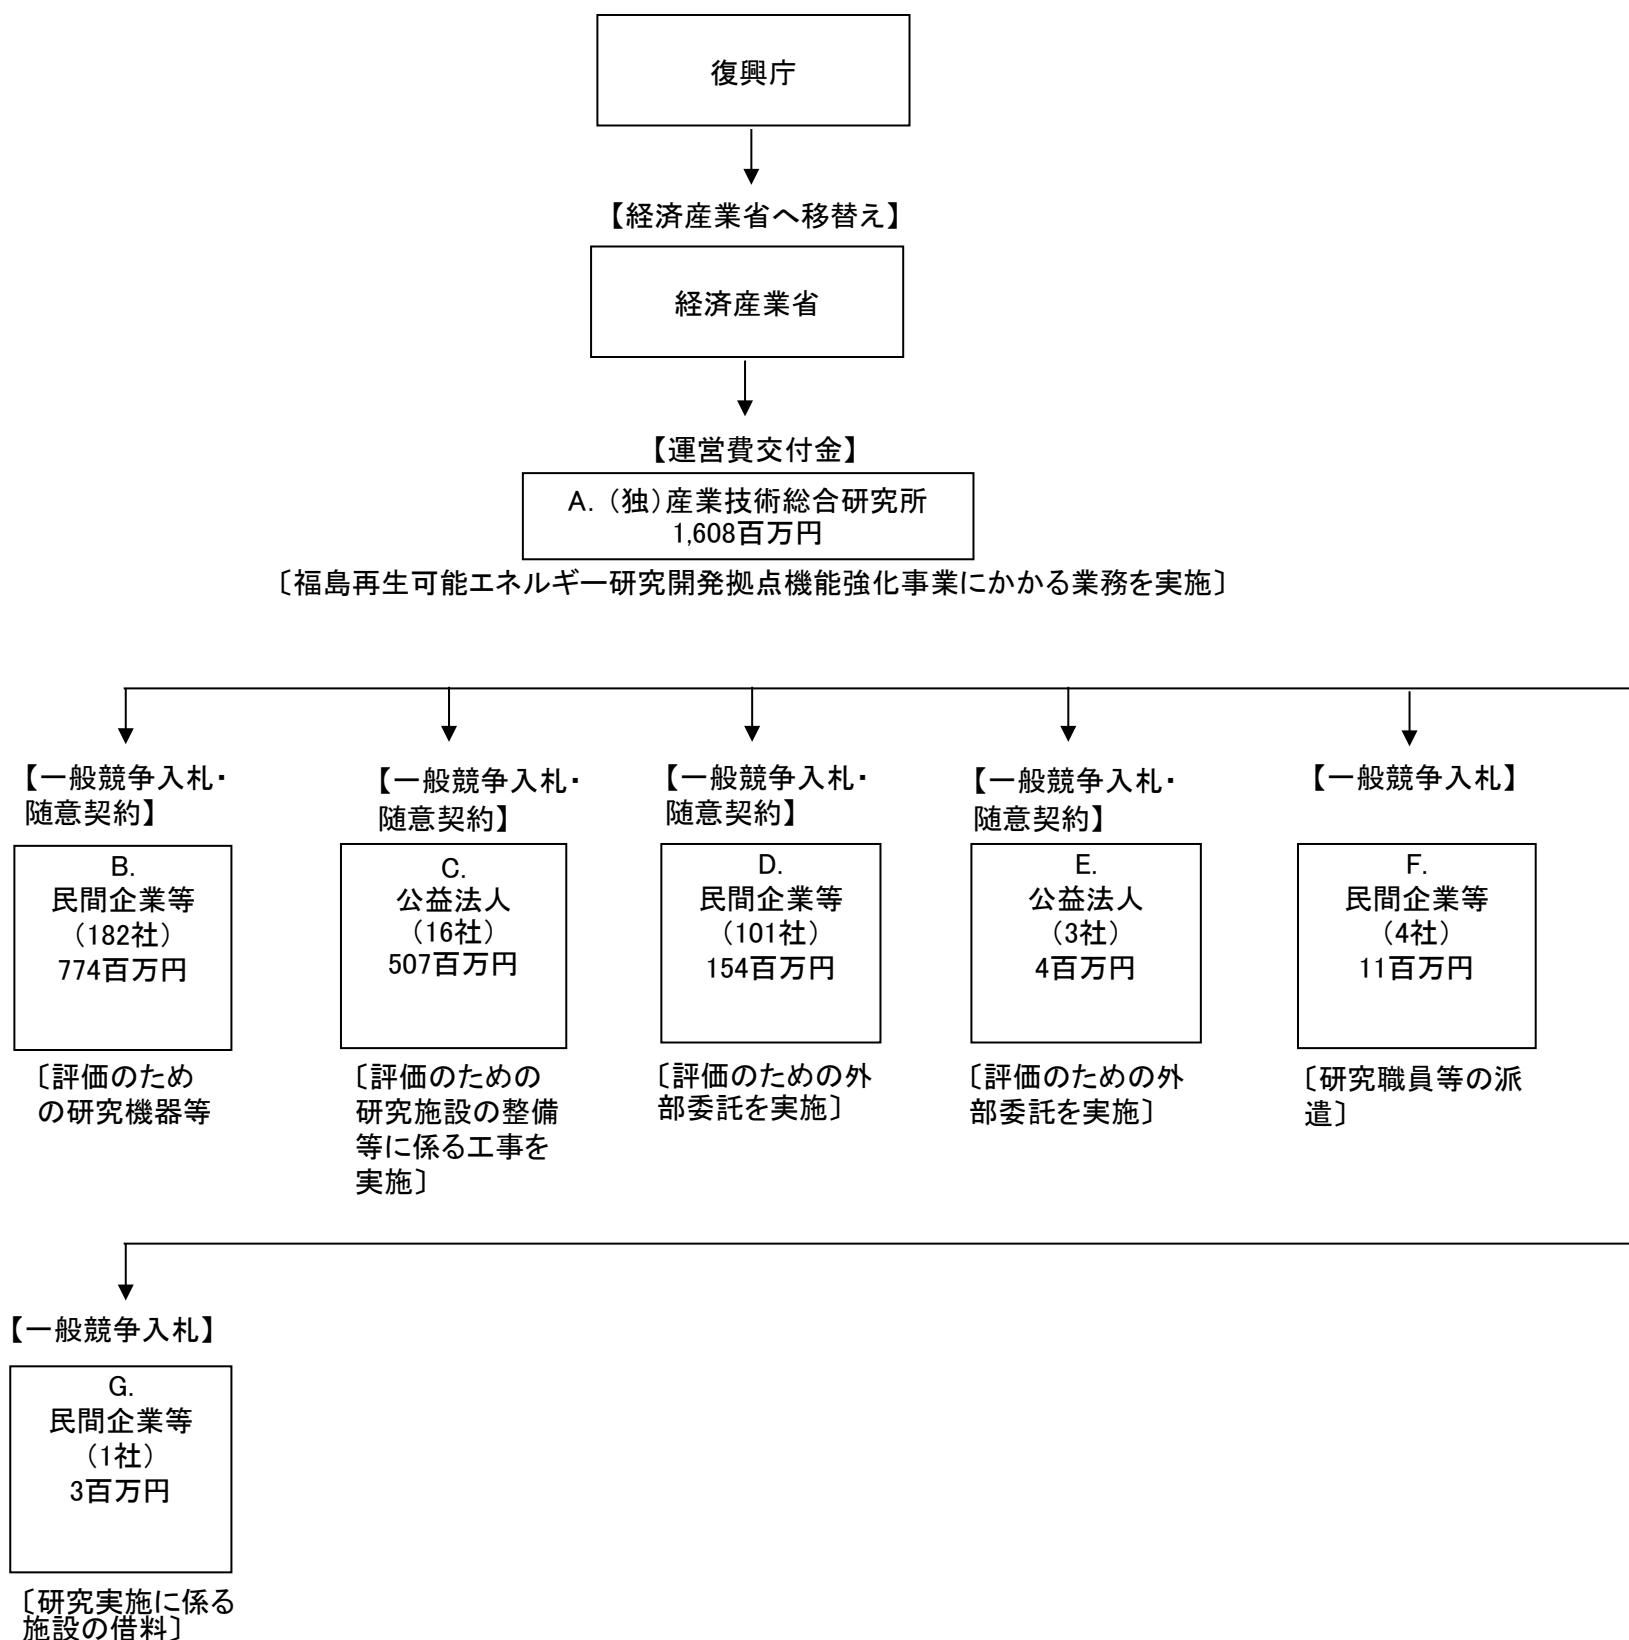 復興庁
【経済産業省へ移替え】
経済産業省
【運営費交付金】
A.（独）産業技術総合研究所
1,608百万円
〔福島再生可能エネルギー研究開発拠点機能強化事業にかかる業務を実施〕
【一般競争入札・
随意契約】
B.
民間企業等
（182社）
774百万円
〔評価のため
の研究機器等
【一般競争入札・
随意契約】
C.
公益法人
（16社）
507百万円
〔評価のための
研究施設の整備
等に係る工事を
実施〕
【一般競争入札・
随意契約】
D.
民間企業等
（101社）
154百万円
〔評価のための外
部委託を実施〕
【一般競争入札・
随意契約】
E.
公益法人
（3社）
4百万円
〔評価のための外
部委託を実施〕
【一般競争入札】
F.
民間企業等
（4社）
11百万円
〔研究職員等の派
遣〕
【一般競争入札】
G.
民間企業等
（1社）
3百万円
〔研究実施に係る
施設の借料〕